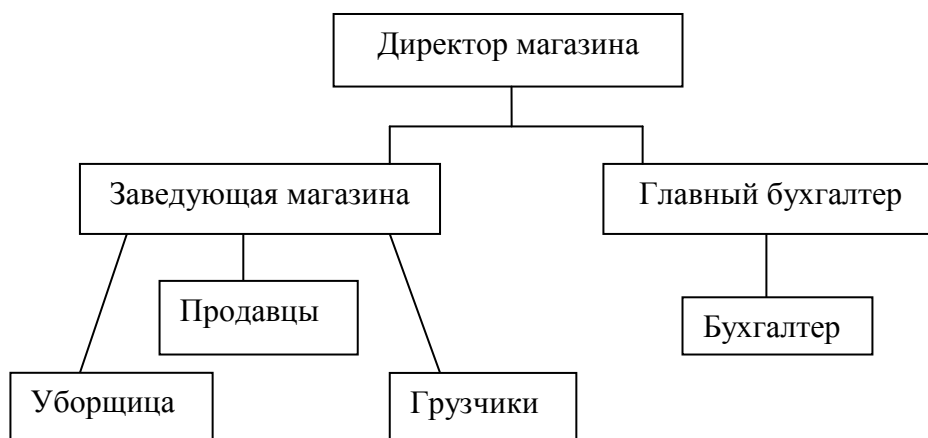 Директор магазина
Заведующая магазина
Главный бухгалтер
Продавцы
Бухгалтер
Уборщица
Грузчики